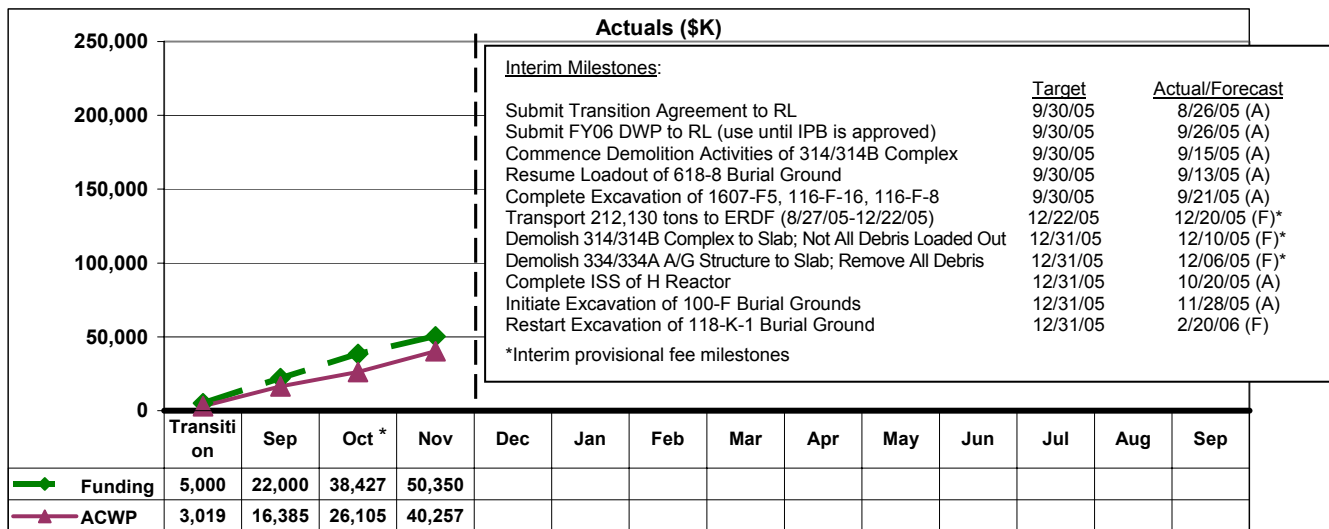 Actuals ($K)
250,000
200,000
150,000
100,000
50,000
0
Interim Milestones:
Target Actual/Forecast
Submit Transition Agreement to RL 9/30/05 8/26/05 (A)
Submit FY06 DWP to RL (use until IPB is approved) 9/30/05 9/26/05 (A)
Commence Demolition Activities of 314/314B Complex 9/30/05 9/15/05 (A)
Resume Loadout of 618-8 Burial Ground 9/30/05 9/13/05 (A)
Complete Excavation of 1607-F5, 116-F-16, 116-F-8 9/30/05 9/21/05 (A)
Transport 212,130 tons to ERDF (8/27/05-12/22/05) 12/22/05 12/20/05 (F)*
Demolish 314/314B Complex to Slab; Not All Debris Loaded Out 12/31/05 12/10/05 (F)*
Demolish 334/334A A/G Structure to Slab; Remove All Debris 12/31/05 12/06/05 (F)*
Complete ISS of H Reactor 12/31/05 10/20/05 (A)
Initiate Excavation of 100-F Burial Grounds 12/31/05 11/28/05 (A)
Restart Excavation of 118-K-1 Burial Ground 12/31/05 2/20/06 (F)
*Interim provisional fee milestones
Transiti
on Sep Oct * Nov Dec Jan Feb Mar Apr May Jun Jul Aug Sep
Funding 5,000 22,000 38,427 50,350
ACWP 3,019 16,385 26,105 40,257